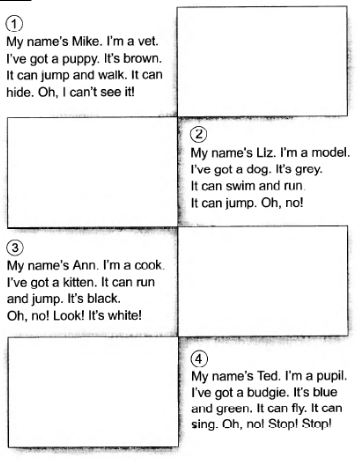 1
My name's Mike. I'm a vet.
I've got a puppy. It's brown.
It can jump and walk. It can
hide. Oh, I can't see it!
2
My name's Liz. I'm a model.
I've got a dog. It's grey.
It can swim and run.
It can jump. Oh, no!
3
My name's Ann. I'm a cook.
I've got a kitten. It can run
and jump. It's black.
Oh, no! Look! It's white!
4
My name's Ted. I'm a pupil.
I've got a budgie. It's blue
and green. It can fly. It can
sing. Oh, no! Stop! Stop!